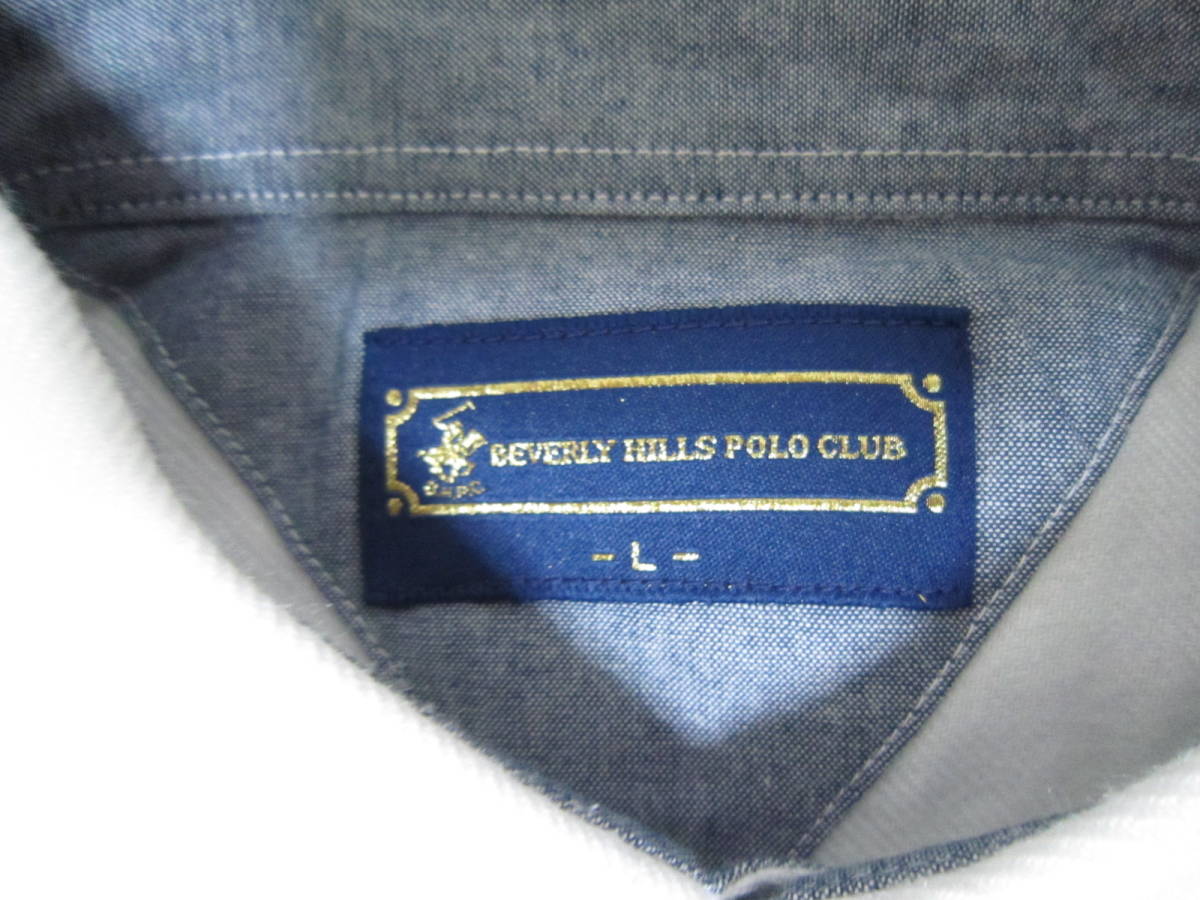 BEVERLY HILLS POLO CLUB
B.H.P.C
- L -